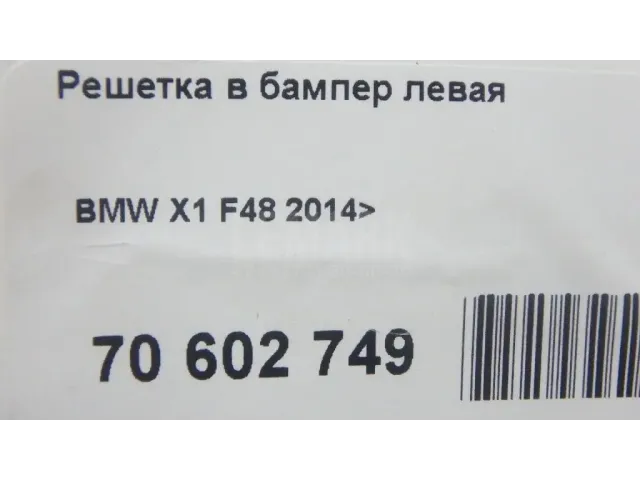 Решетка в бампер левая
BMW X1 F48 2014>
70 602 749